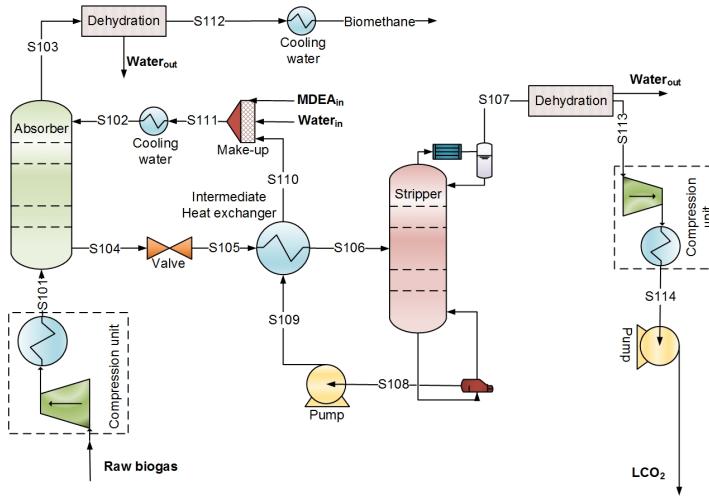 Dehydration
S112
Biomethane
S103
Cooling
water
Water_out
S107
Dehydration
Water_out
MDEA_in
Absorber
S102
S111
Water_in
Cooling
water
Make-up
S113
S110
Stripper
Intermediate
Heat exchanger
Compression
unit
S104
S105
S106
Valve
S101
S109
S114
Compression unit
Pump
S108
Pump
Raw biogas
LCO₂